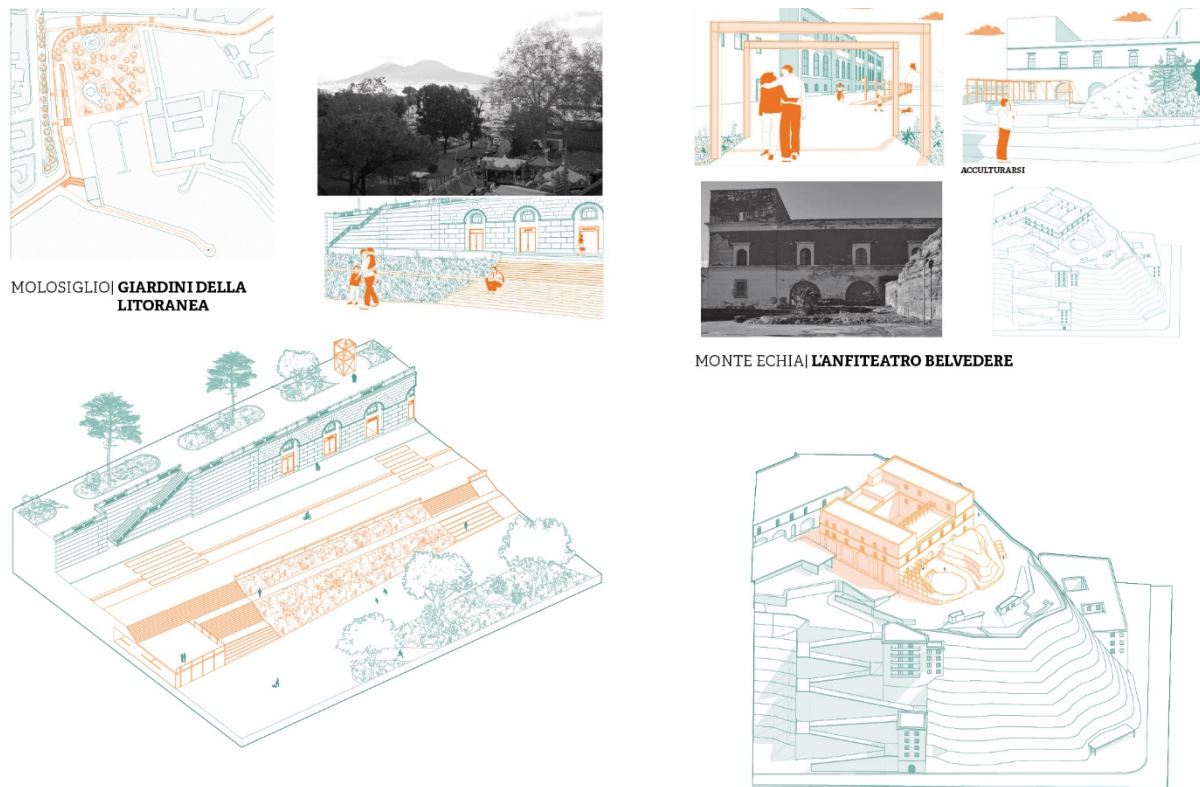 MOLOSIGLIO| GIARDINI DELLA
LITORANEA
ACCULTURARSI
MONTE ECHIA| L'ANFITEATRO BELVEDERE